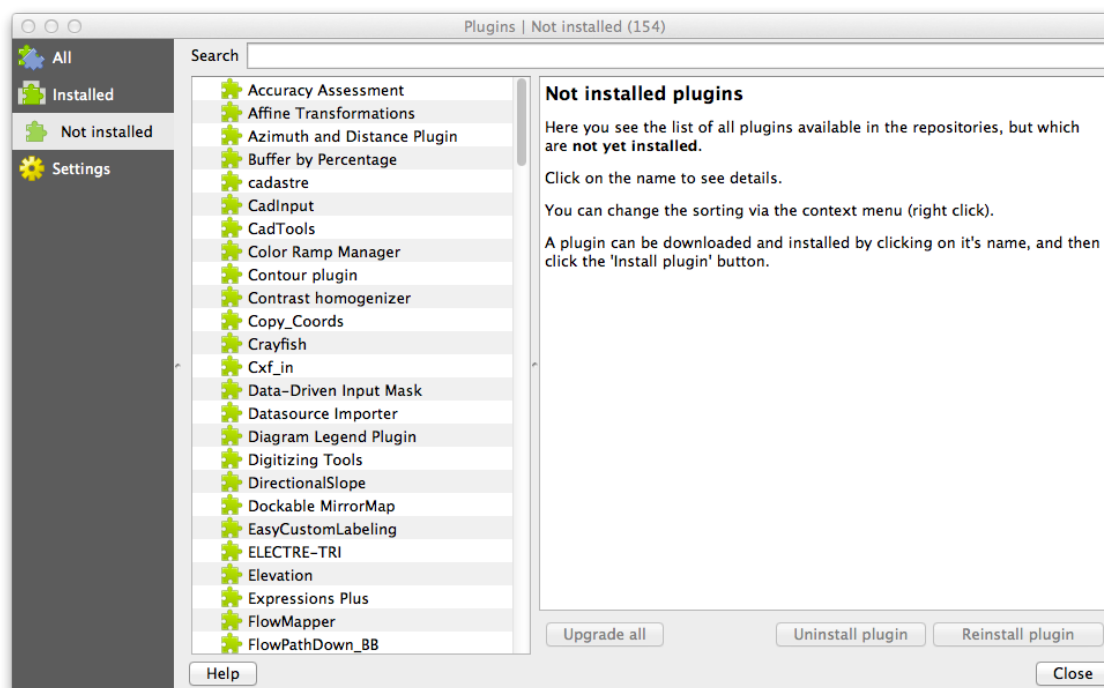 Plugins | Not installed (154)
All
Installed
Not installed
Settings
Search
Accuracy Assessment
Affine Transformations
Azimuth and Distance Plugin
Buffer by Percentage
cadastre
CadInput
CadTools
Color Ramp Manager
Contour plugin
Contrast homogenizer
Copy_Coords
Crayfish
Cxf_in
Data-Driven Input Mask
Datasource Importer
Diagram Legend Plugin
Digitizing Tools
DirectionalSlope
Dockable MirrorMap
EasyCustomLabeling
ELECTRE-TRI
Elevation
Expressions Plus
FlowMapper
FlowPathDown_BB
Not installed plugins
Here you see the list of all plugins available in the repositories, but which
are not yet installed.
Click on the name to see details.
You can change the sorting via the context menu (right click).
A plugin can be downloaded and installed by clicking on it's name, and then
click the 'Install plugin' button.
Upgrade all
Uninstall plugin
Reinstall plugin
Help
Close